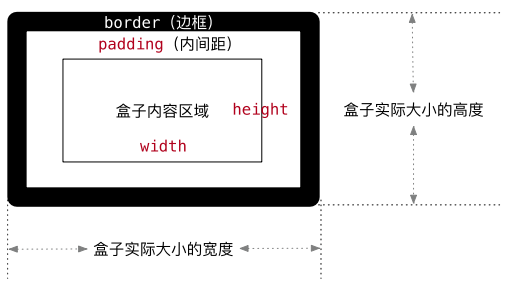 border（边框）
padding（内间距）
盒子内容区域
height
盒子实际大小的高度
width
盒子实际大小的宽度